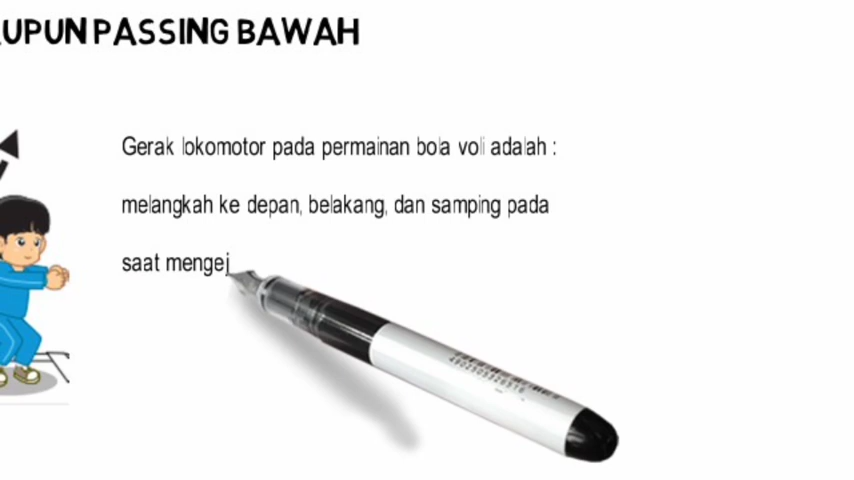 UPUN PASSING BAWAH
Gerak lokomotor pada permainan bola voli adalah :
melangkah ke depan, belakang, dan samping pada
saat mengej